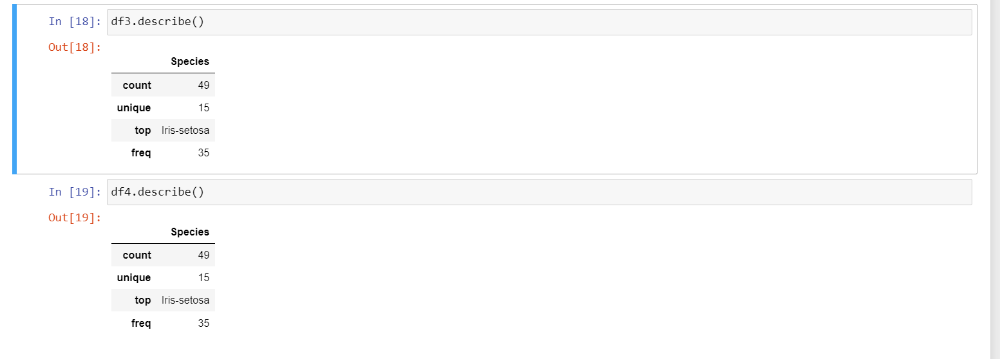 In [18]: df3.describe()
Out[18]:
Species
count 49
unique 15
top Iris-setosa
freq 35
In [19]: df4.describe()
Out[19]:
Species
count 49
unique 15
top Iris-setosa
freq 35